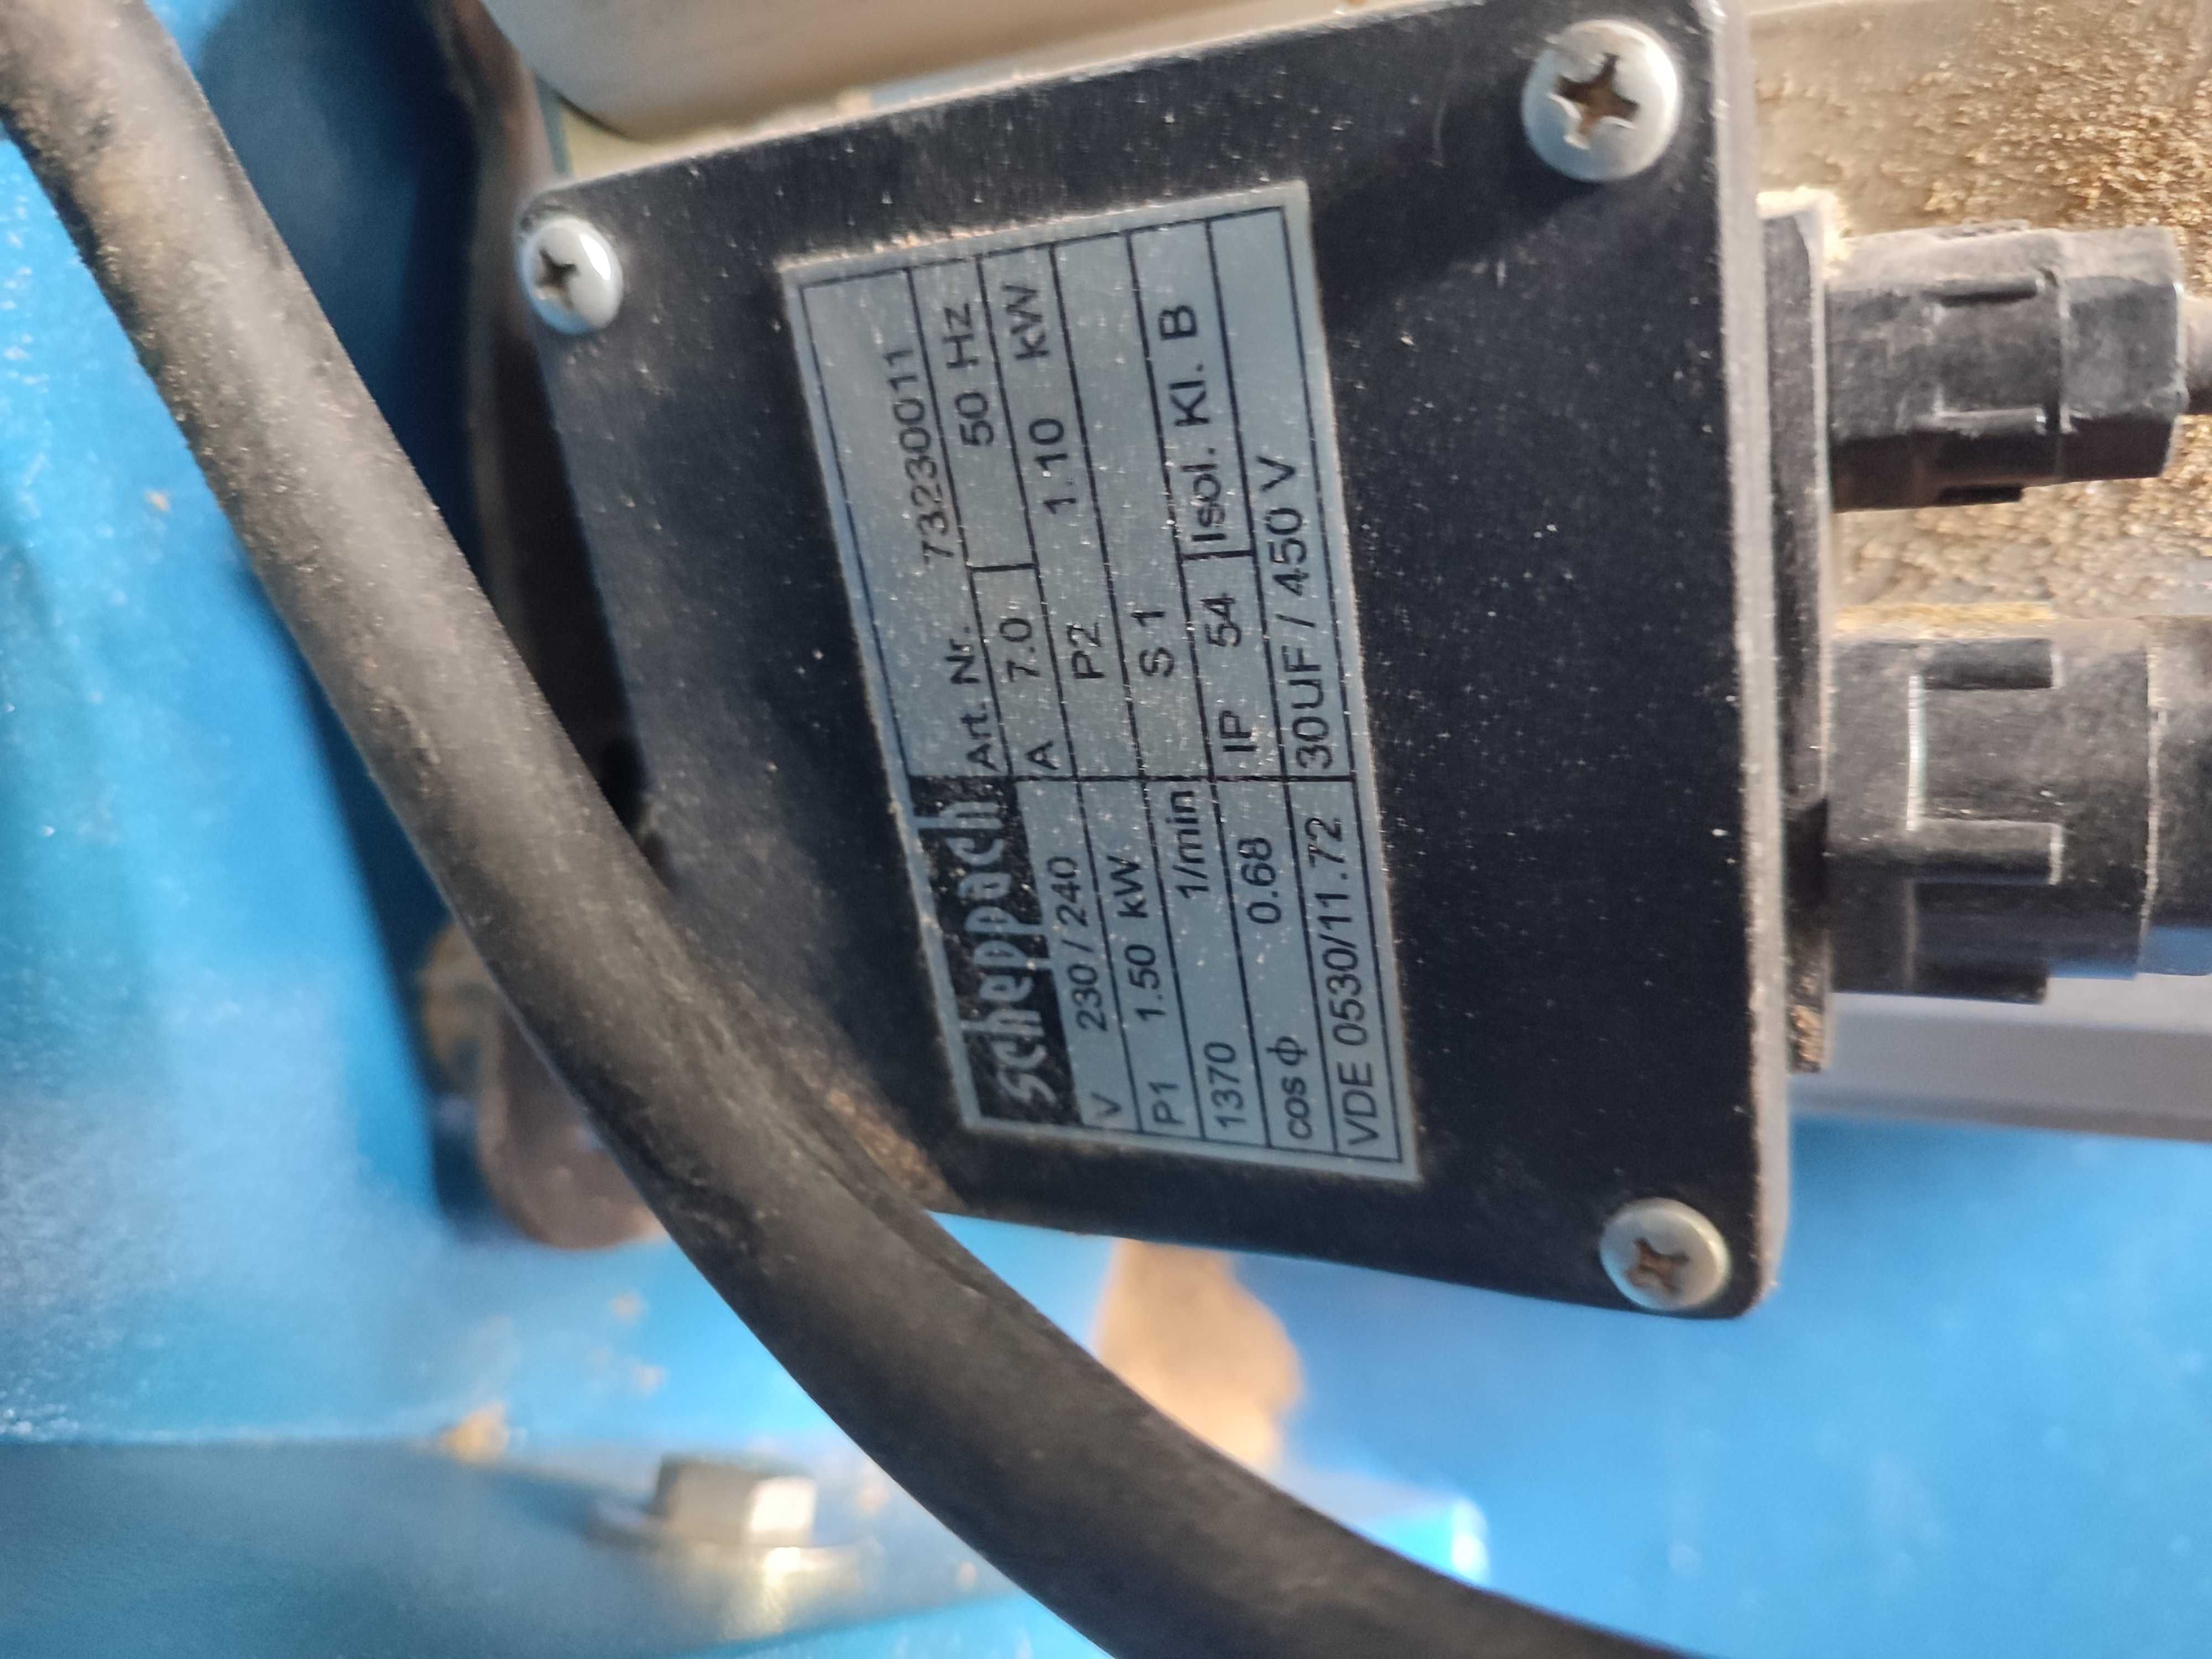 scheppach Art. Nr. 73230011
V 230 / 240 A 7.0 50 Hz
P1 1.50 kW P2 1.10 kW
1370 1/min S 1
cos ϕ 0.68 IP 54 Isol. Kl. B
VDE 0530/11.72 30UF / 450 V